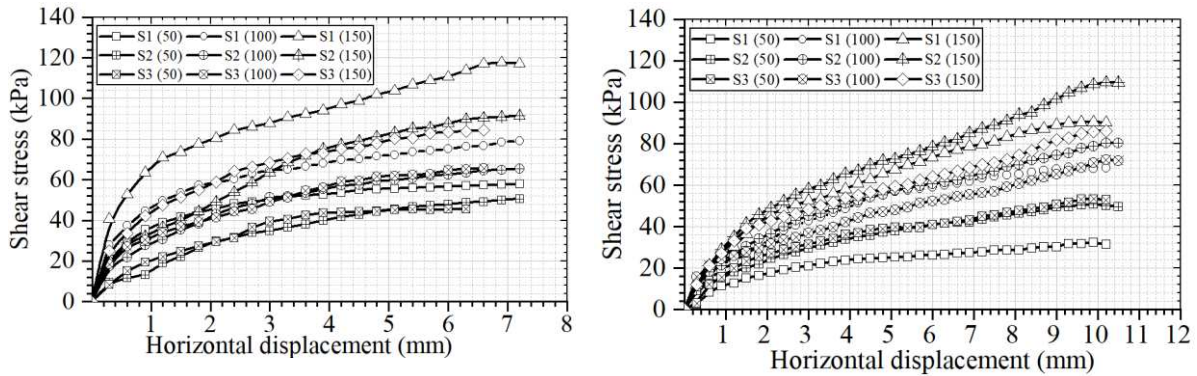 140
120
100
80
60
40
20
0
Shear stress (kPa)
S1 (50) S1 (100) S1 (150)
S2 (50) S2 (100) S2 (150)
S3 (50) S3 (100) S3 (150)
1 2 3 4 5 6 7 8
Horizontal displacement (mm)
140
120
100
80
60
40
20
0
Shear stress (kPa)
S1 (50) S1 (100) S1 (150)
S2 (50) S2 (100) S2 (150)
S3 (50) S3 (100) S3 (150)
1 2 3 4 5 6 7 8 9 10 11 12
Horizontal displacement (mm)